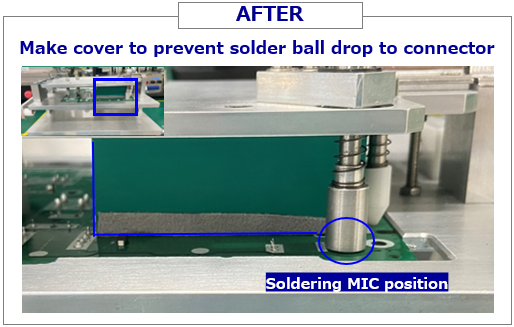 AFTER
Make cover to prevent solder ball drop to connector
Soldering MIC position